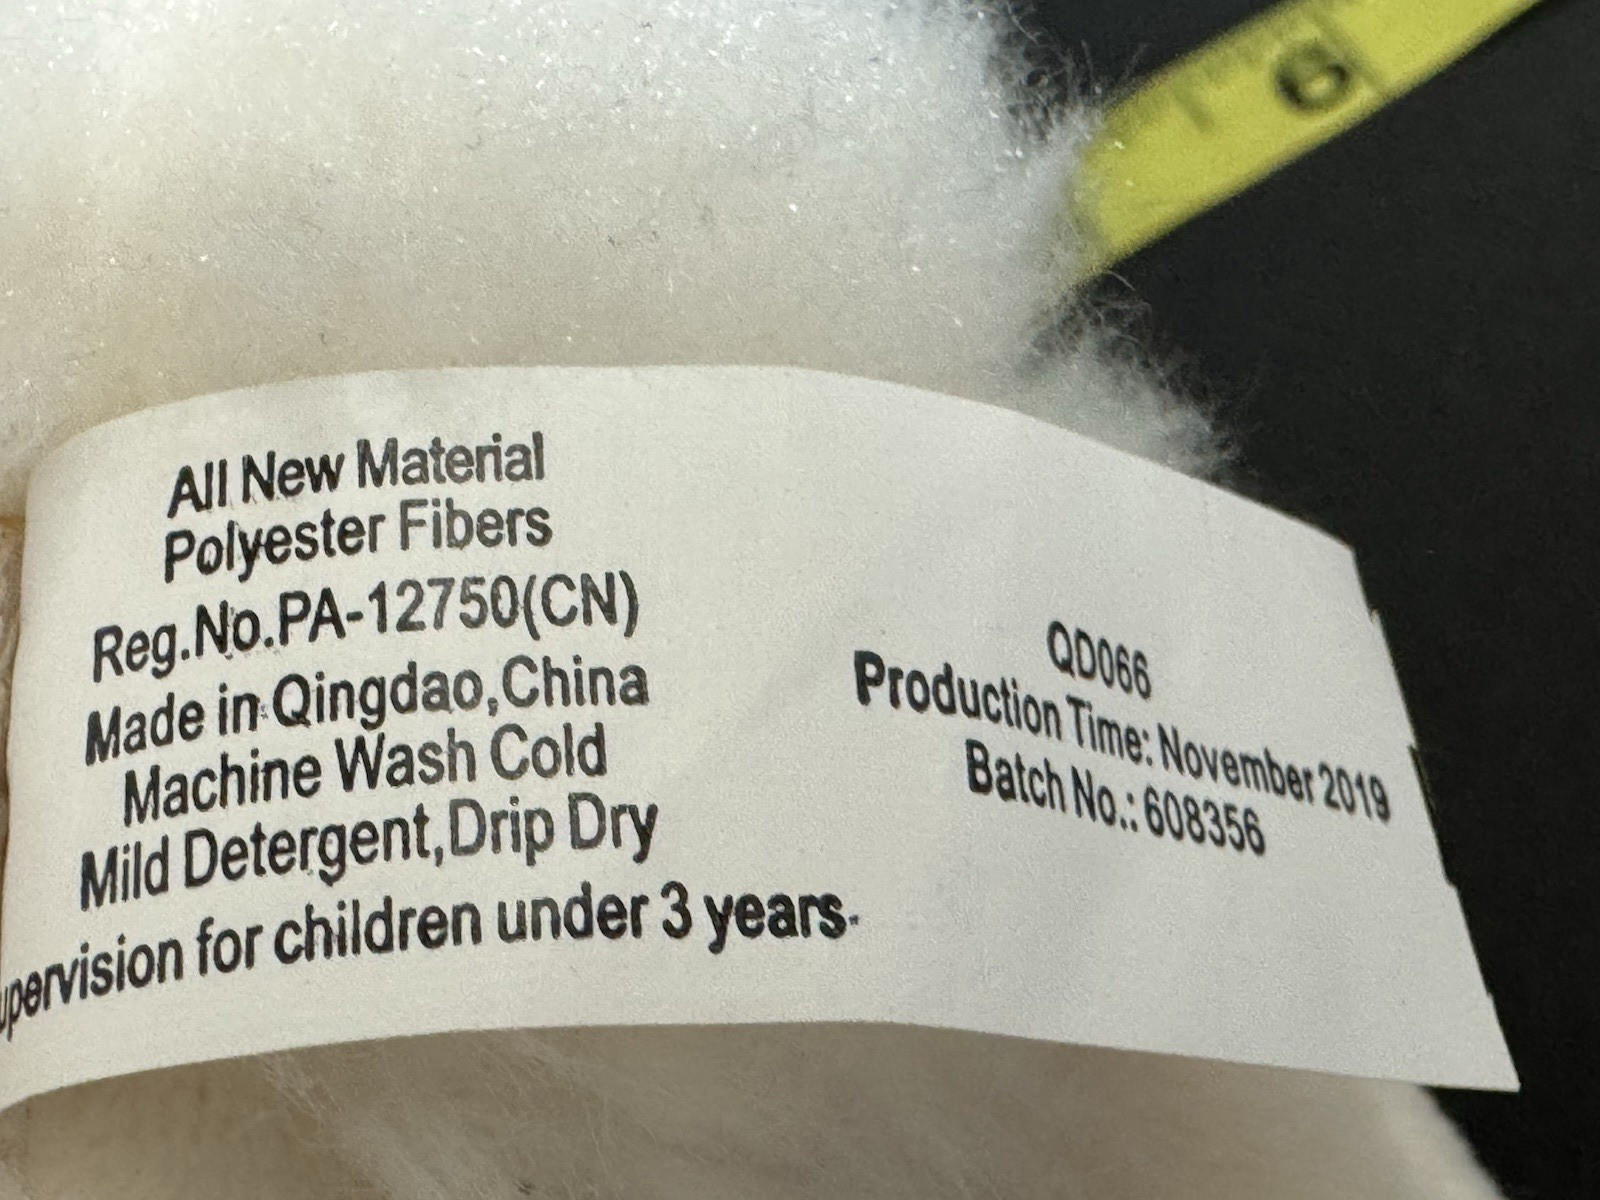 All New Material
Polyester Fibers
Reg.No.PA-12750(CN)
Made in Qingdao,China
Machine Wash Cold
Mild Detergent,Drip Dry
upervision for children under 3 years.
QD066
Production Time: November 2019
Batch No.: 608356
6